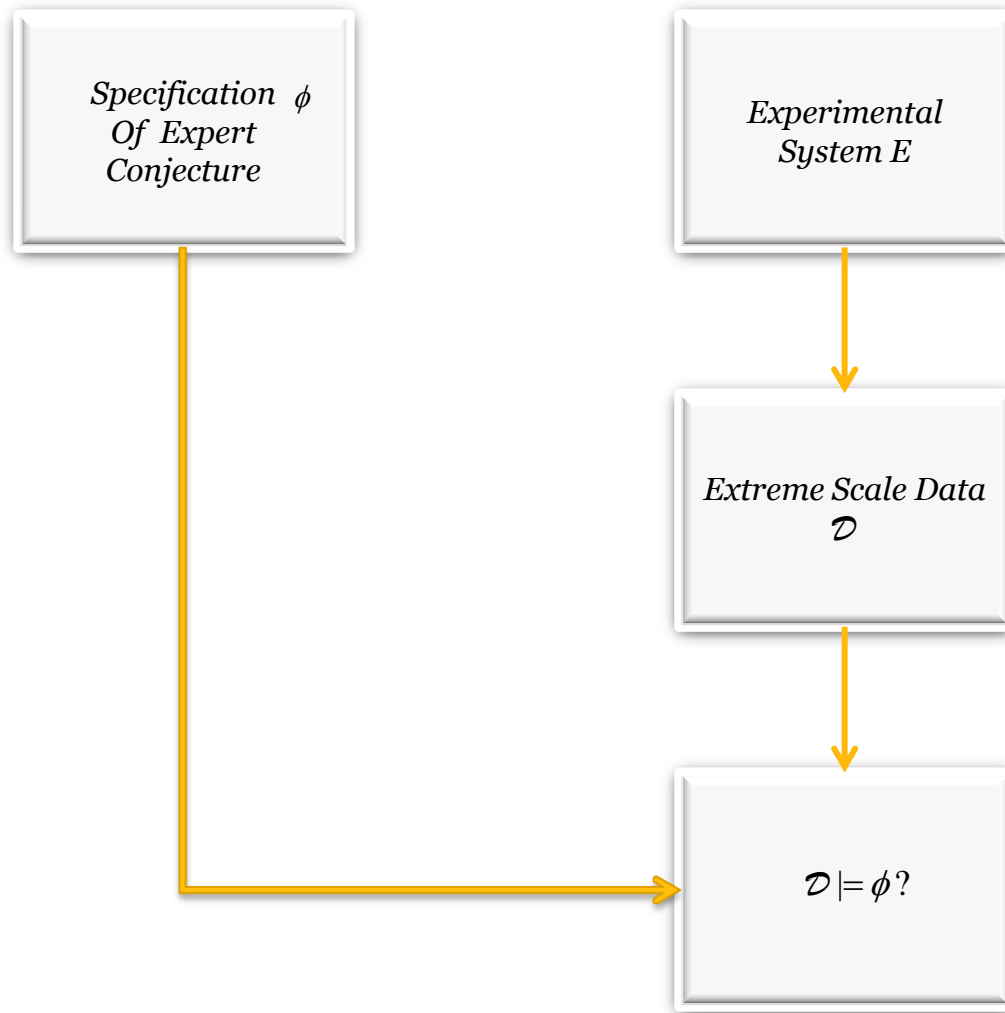 Specification ϕ
Of Expert
Conjecture
Experimental
System E
Extreme Scale Data
𝒟
𝒟 |= ϕ ?